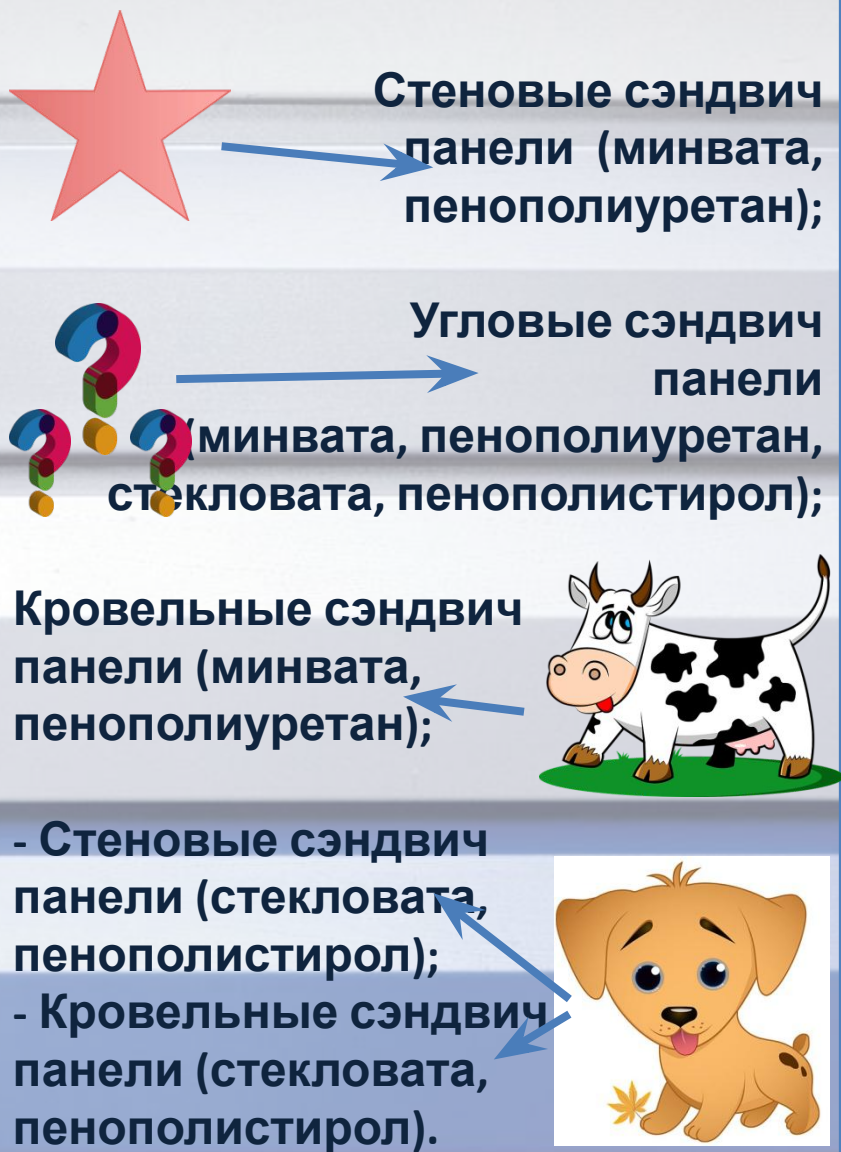 Стеновые сэндвич
панели (минвата,
пенополиуретан);
Угловые сэндвич
панели
(минвата, пенополиуретан,
стекловата, пенополистирол);
Кровельные сэндвич
панели (минвата,
пенополиуретан);
- Стеновые сэндвич
панели (стекловата,
пенополистирол);
- Кровельные сэндвич
панели (стекловата,
пенополистирол).